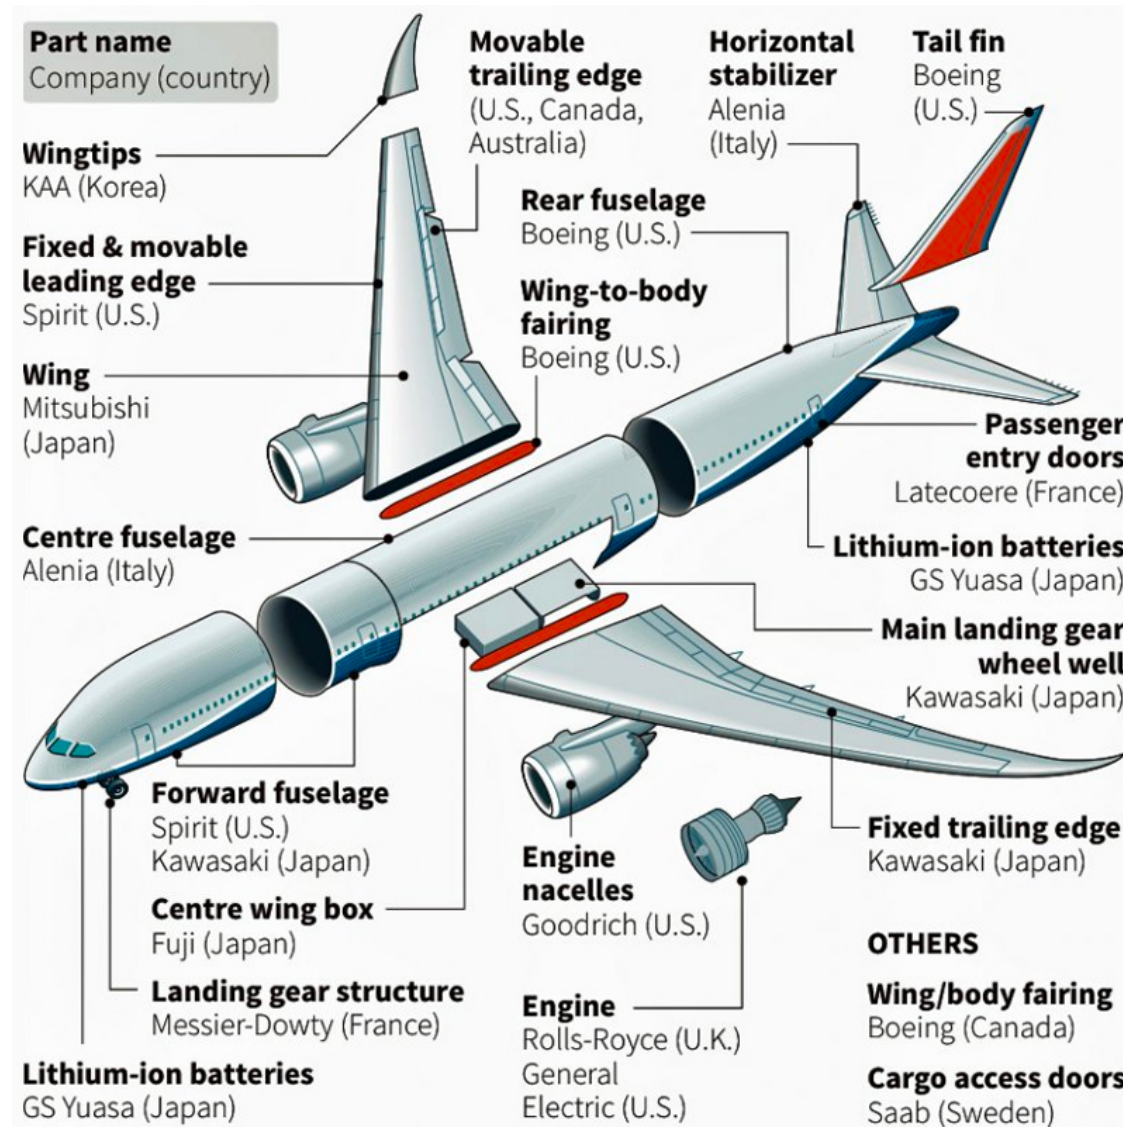 Part name
Company (country)
Wingtips
KAA (Korea)
Fixed & movable
leading edge
Spirit (U.S.)
Wing
Mitsubishi
(Japan)
Movable
trailing edge
(U.S., Canada,
Australia)
Horizontal
stabilizer
Alenia
(Italy)
Tail fin
Boeing
(U.S.)
Rear fuselage
Boeing (U.S.)
Wing-to-body
fairing
Boeing (U.S.)
Passenger
entry doors
Latecoere (France)
Centre fuselage
Alenia (Italy)
Lithium-ion batteries
GS Yuasa (Japan)
Main landing gear
wheel well
Kawasaki (Japan)
Forward fuselage
Spirit (U.S.)
Kawasaki (Japan)
Centre wing box
Fuji (Japan)
Landing gear structure
Messier-Dowty (France)
Lithium-ion batteries
GS Yuasa (Japan)
Engine
nacelles
Goodrich (U.S.)
Engine
Rolls-Royce (U.K.)
General
Electric (U.S.)
Fixed trailing edge
Kawasaki (Japan)
OTHERS
Wing/body fairing
Boeing (Canada)
Cargo access doors
Saab (Sweden)